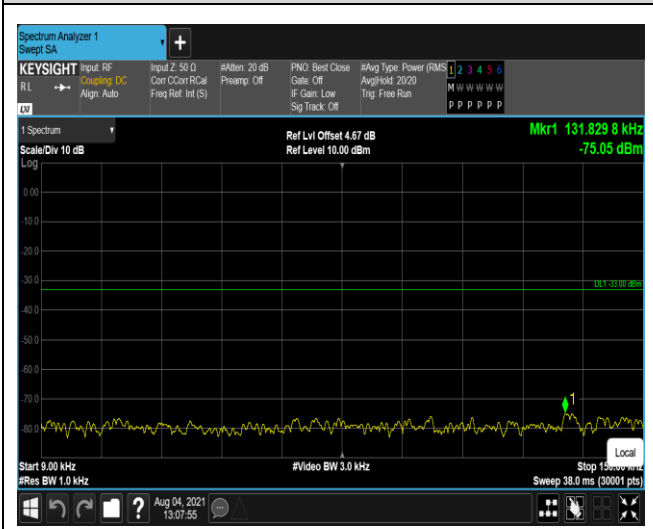 Spectrum Analyzer 1
Swept SA
+
KEYSIGHT
RL
LXI
Input: RF
Coupling: DC
Align: Auto
Input Z: 50 Ω
Corr CCorr RCal
Freq Ref: Int (S)
#Atten: 20 dB
Preamp: Off
PNO: Best Close
Gate: Off
IF Gain: Low
Sig Track: Off
#Avg Type: Power (RMS
Avg|Hold: 20/20
Trig: Free Run
1 2 3 4 5 6
M W W W W W
P P P P P P
1 Spectrum
Scale/Div 10 dB
Ref Lvl Offset 4.67 dB
Ref Level 10.00 dBm
Mkr1 131.829 8 kHz
-75.05 dBm
Log
0.00
-10.0
-20.0
-30.0
DL1 -33.00 dBm
-40.0
-50.0
-60.0
-70.0
1
-80.0
Local
Start 9.00 kHz
#Res BW 1.0 kHz
#Video BW 3.0 kHz
Stop
Sweep 38.0 ms (30001 pts)
?
Aug 04, 2021
13:07:55